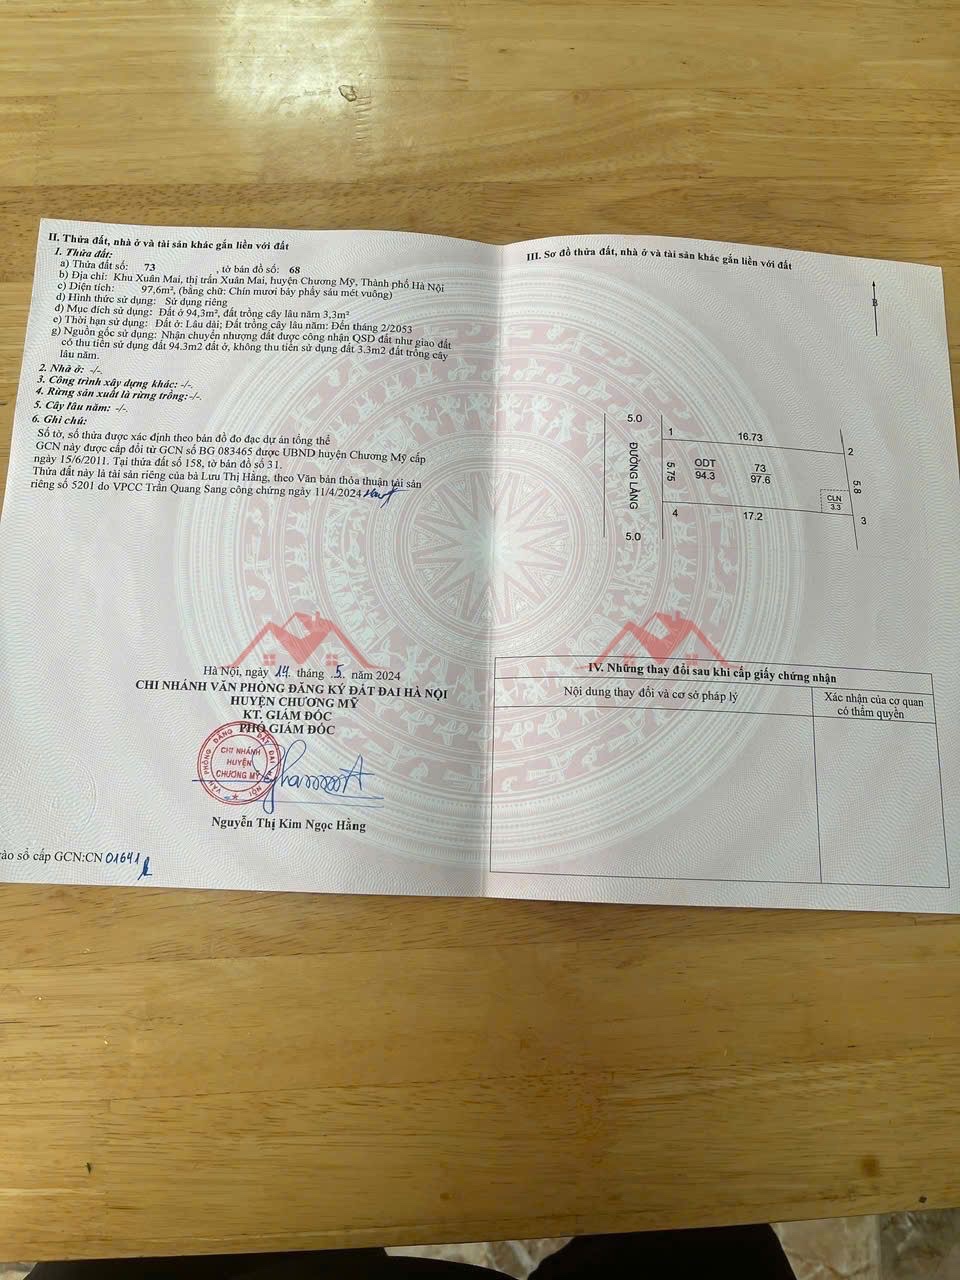 II. Thửa đất, nhà ở và tài sản khác gắn liền với đất
1. Thửa đất:
a) Thửa đất số: 73 , tờ bản đồ số: 68
b) Địa chỉ: Khu Xuân Mai, thị trấn Xuân Mai, huyện Chương Mỹ, Thành phố Hà Nội
c) Diện tích: 97,6m², (bằng chữ: Chín mươi bảy phẩy sáu mét vuông)
d) Hình thức sử dụng: Sử dụng riêng
đ) Mục đích sử dụng: Đất ở 94,3m², đất trồng cây lâu năm 3,3m²
e) Thời hạn sử dụng: Đất ở: Lâu dài; Đất trồng cây lâu năm: Đến tháng 2/2053
g) Nguồn gốc sử dụng: Nhận chuyển nhượng đất được công nhận QSD đất như giao đất
có thu tiền sử dụng đất 94.3m2 đất ở, không thu tiền sử dụng đất 3.3m2 đất trồng cây
lâu năm.
2. Nhà ở: -/-.
3. Công trình xây dựng khác: -/-.
4. Rừng sản xuất là rừng trồng:-/-.
5. Cây lâu năm: -/-.
6. Ghi chú:
Số tờ, số thửa được xác định theo bản đồ đo đạc dự án tổng thể
GCN này được cấp đổi từ GCN số BG 083465 được UBND huyện Chương Mỹ cấp
ngày 15/6/2011. Tại thửa đất số 158, tờ bản đồ số 31.
Thửa đất này là tài sản riêng của bà Lưu Thị Hằng, theo Văn bản thỏa thuận tài sản
riêng số 5201 do VPCC Trần Quang Sang công chứng ngày 11/4/2024
Hà Nội, ngày 14 tháng 5 năm 2024
CHI NHÁNH VĂN PHÒNG ĐĂNG KÝ ĐẤT ĐAI HÀ NỘI
HUYỆN CHƯƠNG MỸ
KT. GIÁM ĐỐC
PHÓ GIÁM ĐỐC
VĂN PHÒNG ĐĂNG KÝ ĐẤT ĐAI HÀ NỘI
CHI NHÁNH
HUYỆN
CHƯƠNG MỸ
Nguyễn Thị Kim Ngọc Hằng
vào sổ cấp GCN:CN 01641
III. Sơ đồ thửa đất, nhà ở và tài sản khác gắn liền với đất
B
5.0
ĐƯỜNG LÀNG
5.0
1
16.73
2
5.75
ODT
94.3
73
97.6
5.8
CLN
3.3
4
17.2
3
IV. Những thay đổi sau khi cấp giấy chứng nhận
Nội dung thay đổi và cơ sở pháp lý
Xác nhận của cơ quan
có thẩm quyền